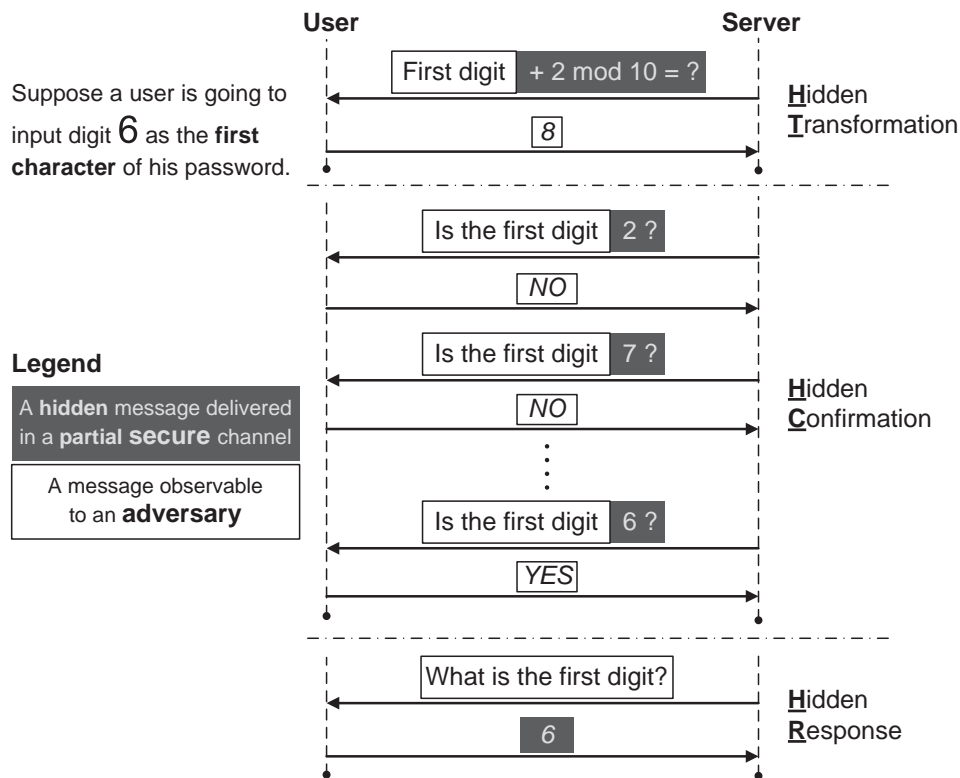 User
Server
First digit + 2 mod 10 = ?
Suppose a user is going to
input digit 6 as the first
character of his password.
8
Hidden
Transformation
Is the first digit 2 ?
NO
Is the first digit 7 ?
NO
Is the first digit 6 ?
YES
Hidden
Confirmation
Legend
A hidden message delivered
in a partial secure channel
A message observable
to an adversary
What is the first digit?
6
Hidden
Response